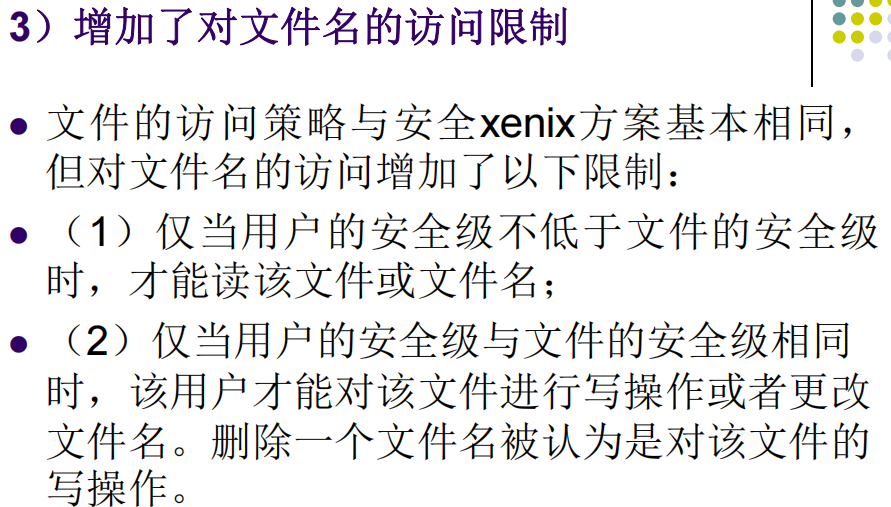 3）增加了对文件名的访问限制
● 文件的访问策略与安全xenix方案基本相同，
但对文件名的访问增加了以下限制：
● （1）仅当用户的安全级不低于文件的安全级
时，才能读该文件或文件名；
● （2）仅当用户的安全级与文件的安全级相同
时，该用户才能对该文件进行写操作或者更改
文件名。删除一个文件名被认为是对该文件的
写操作。